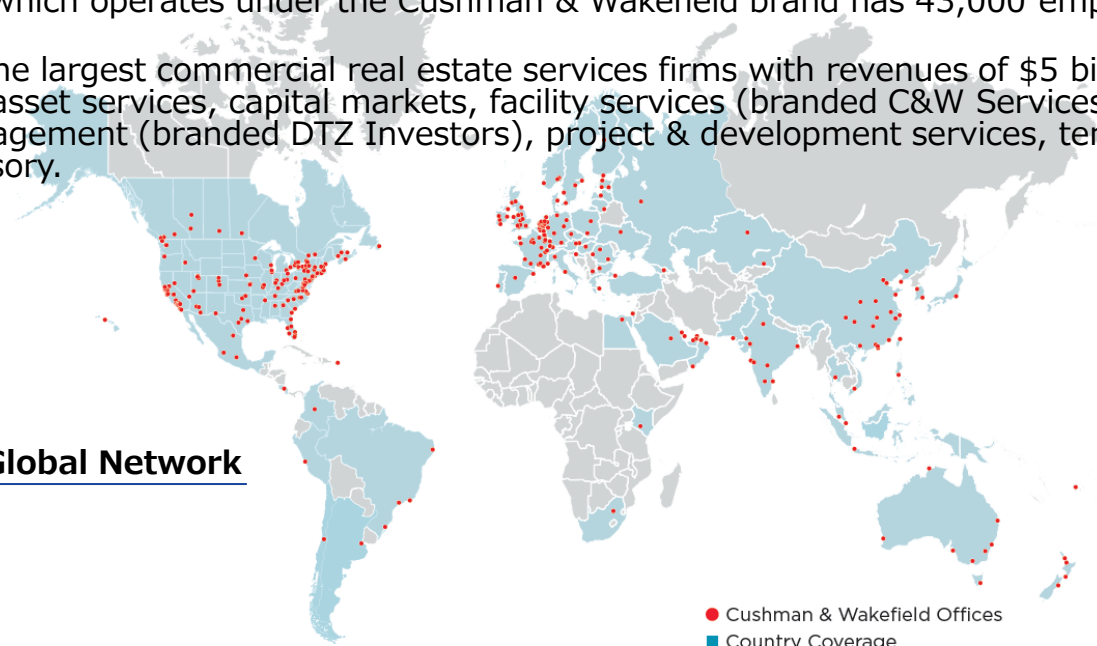 which operates under the Cushman & Wakefield brand has 43,000 emp
he largest commercial real estate services firms with revenues of $5 bi
asset services, capital markets, facility services (branded C&W Services
agement (branded DTZ Investors), project & development services, ter
sory.
Global Network
Cushman & Wakefield Offices
Country Coverage